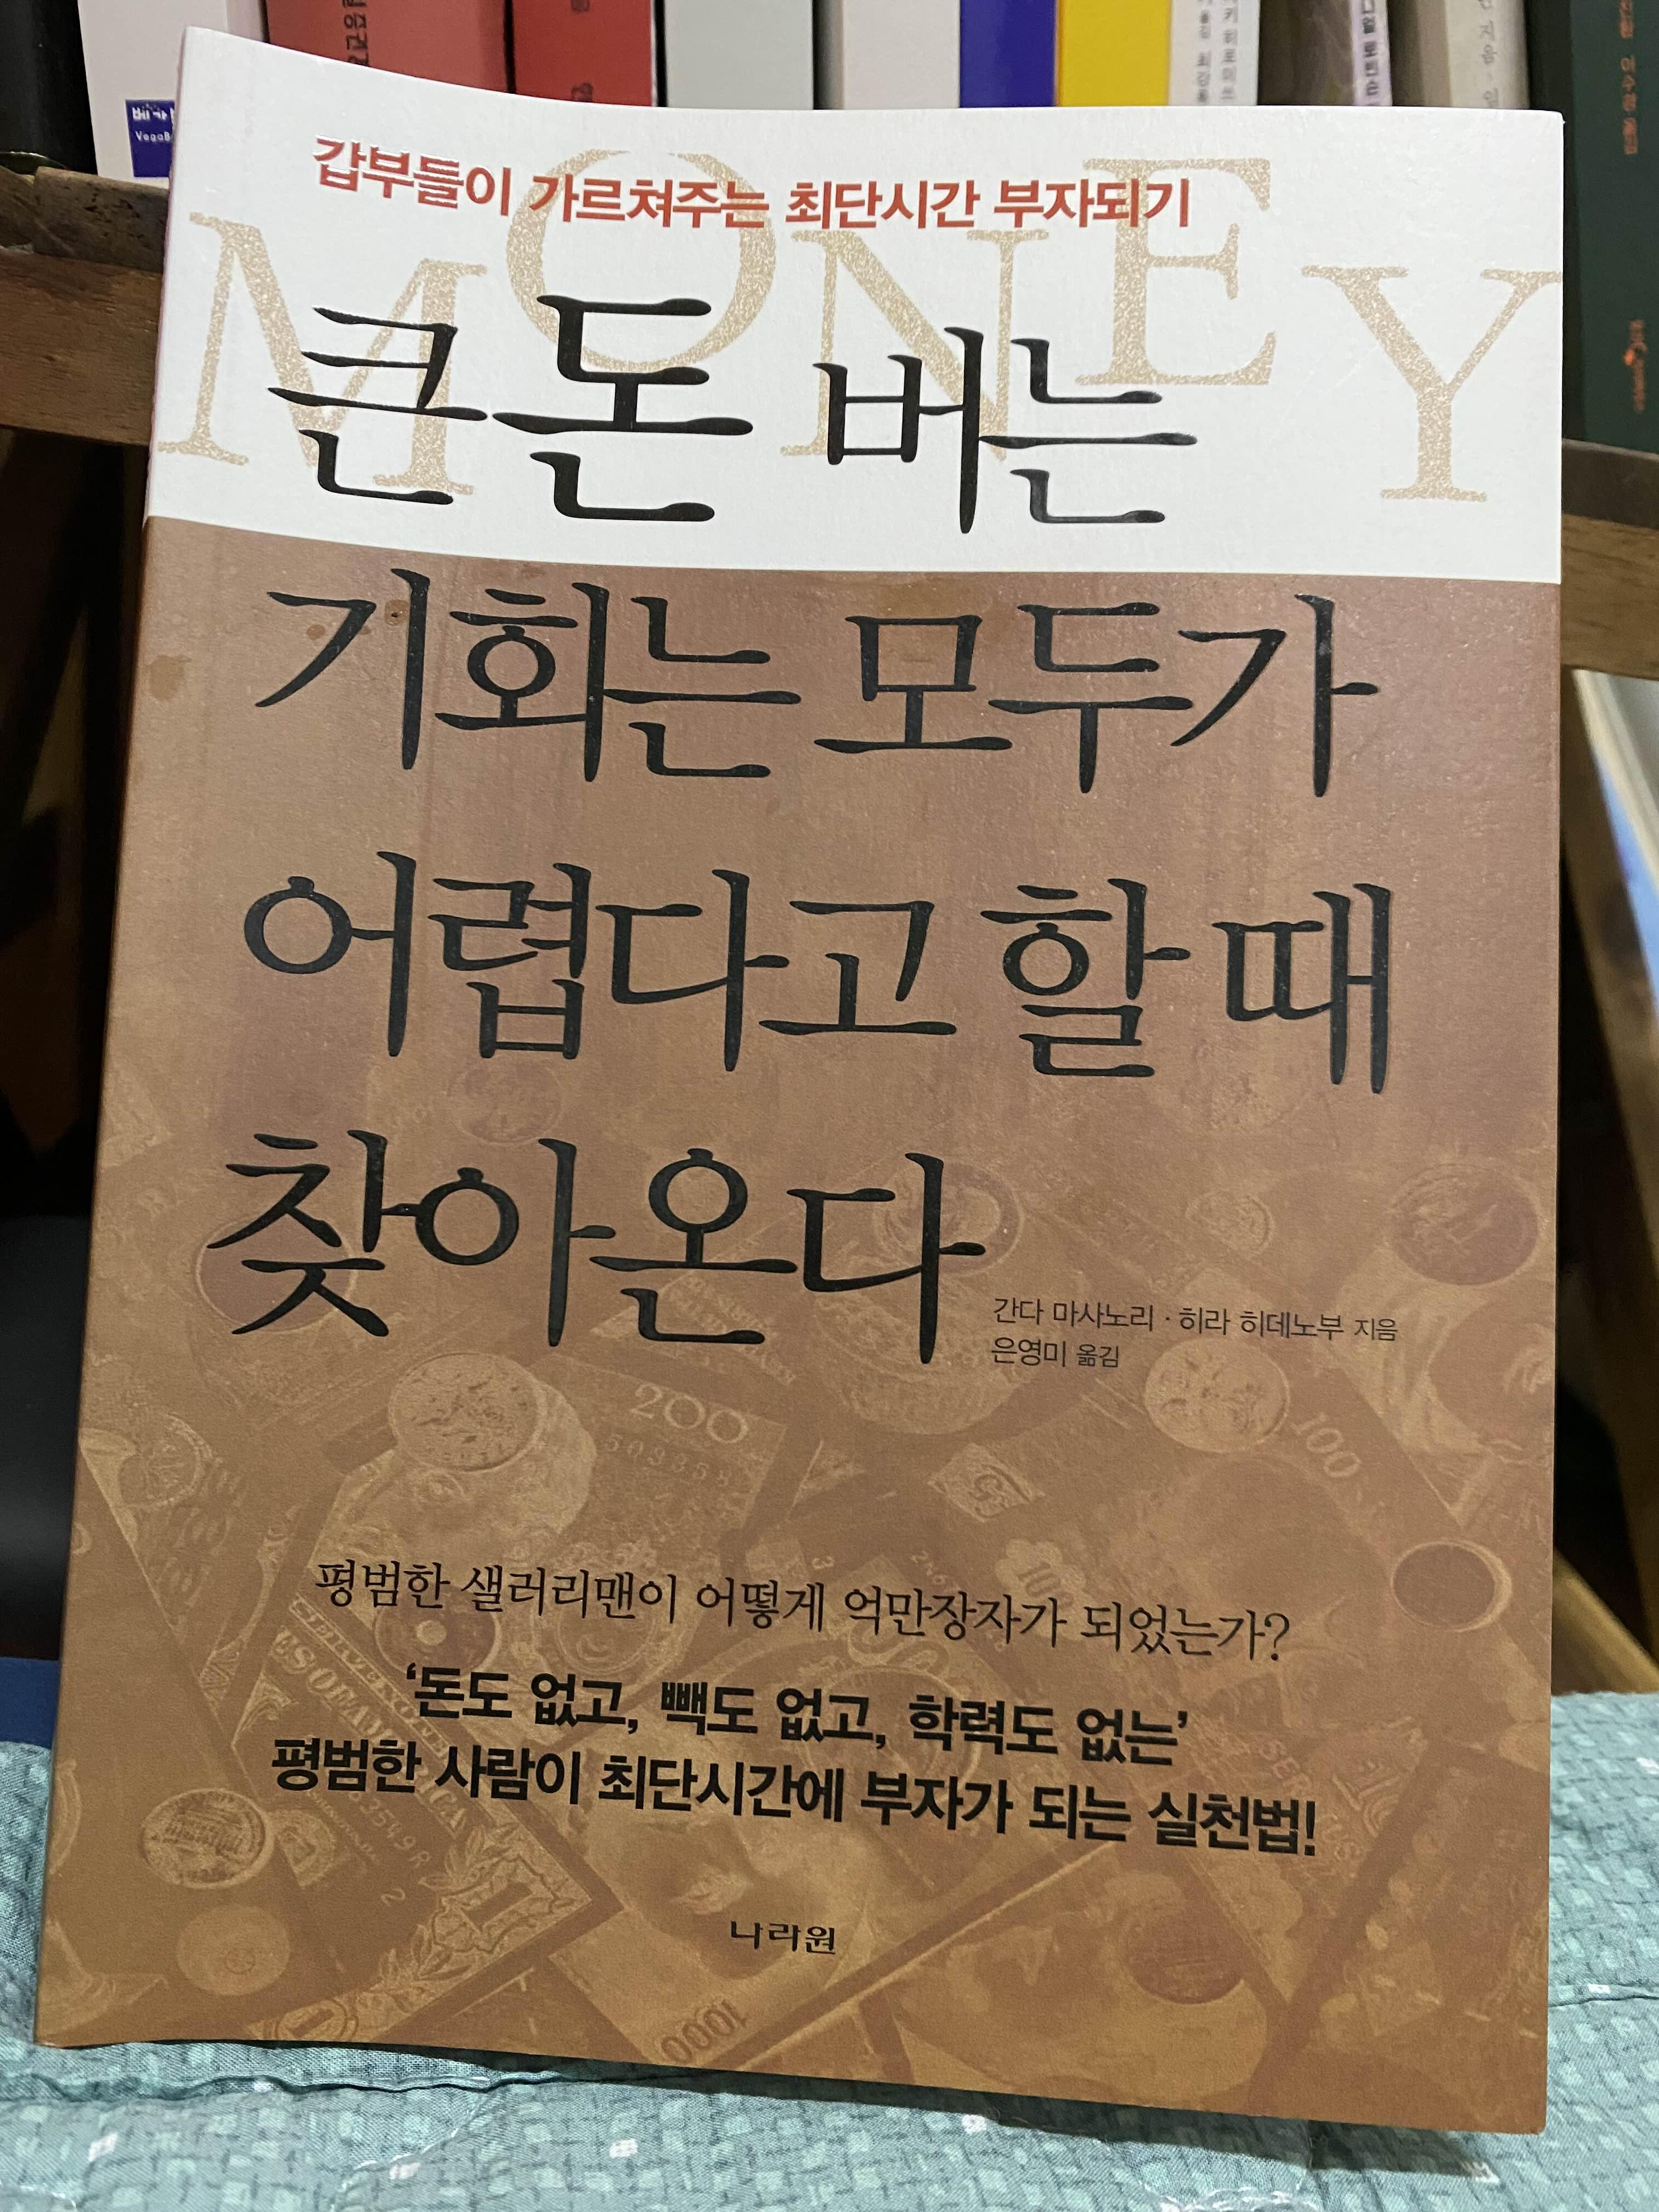 갑부들이 가르쳐주는 최단시간 부자되기
MONEY
큰 돈 버는
기회는 모두가
어렵다고 할 때
찾아온다
간다 마사노리 · 히라 히데노부 지음
은영미 옮김
200
100
평범한 샐러리맨이 어떻게 억만장자가 되었는가?
'돈도 없고, 빽도 없고, 학력도 없는'
평범한 사람이 최단시간에 부자가 되는 실천법!
나라원
1000